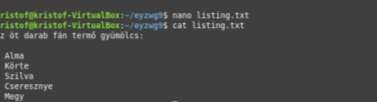 ristof@kristof-VirtualBox:~/eyzwg9$ nano listing.txt
ristof@kristof-VirtualBox:~/eyzwg9$ cat listing.txt
z öt darab fán termő gyümölcs:
Alma
Körte
Szilva
Cseresznye
Megy